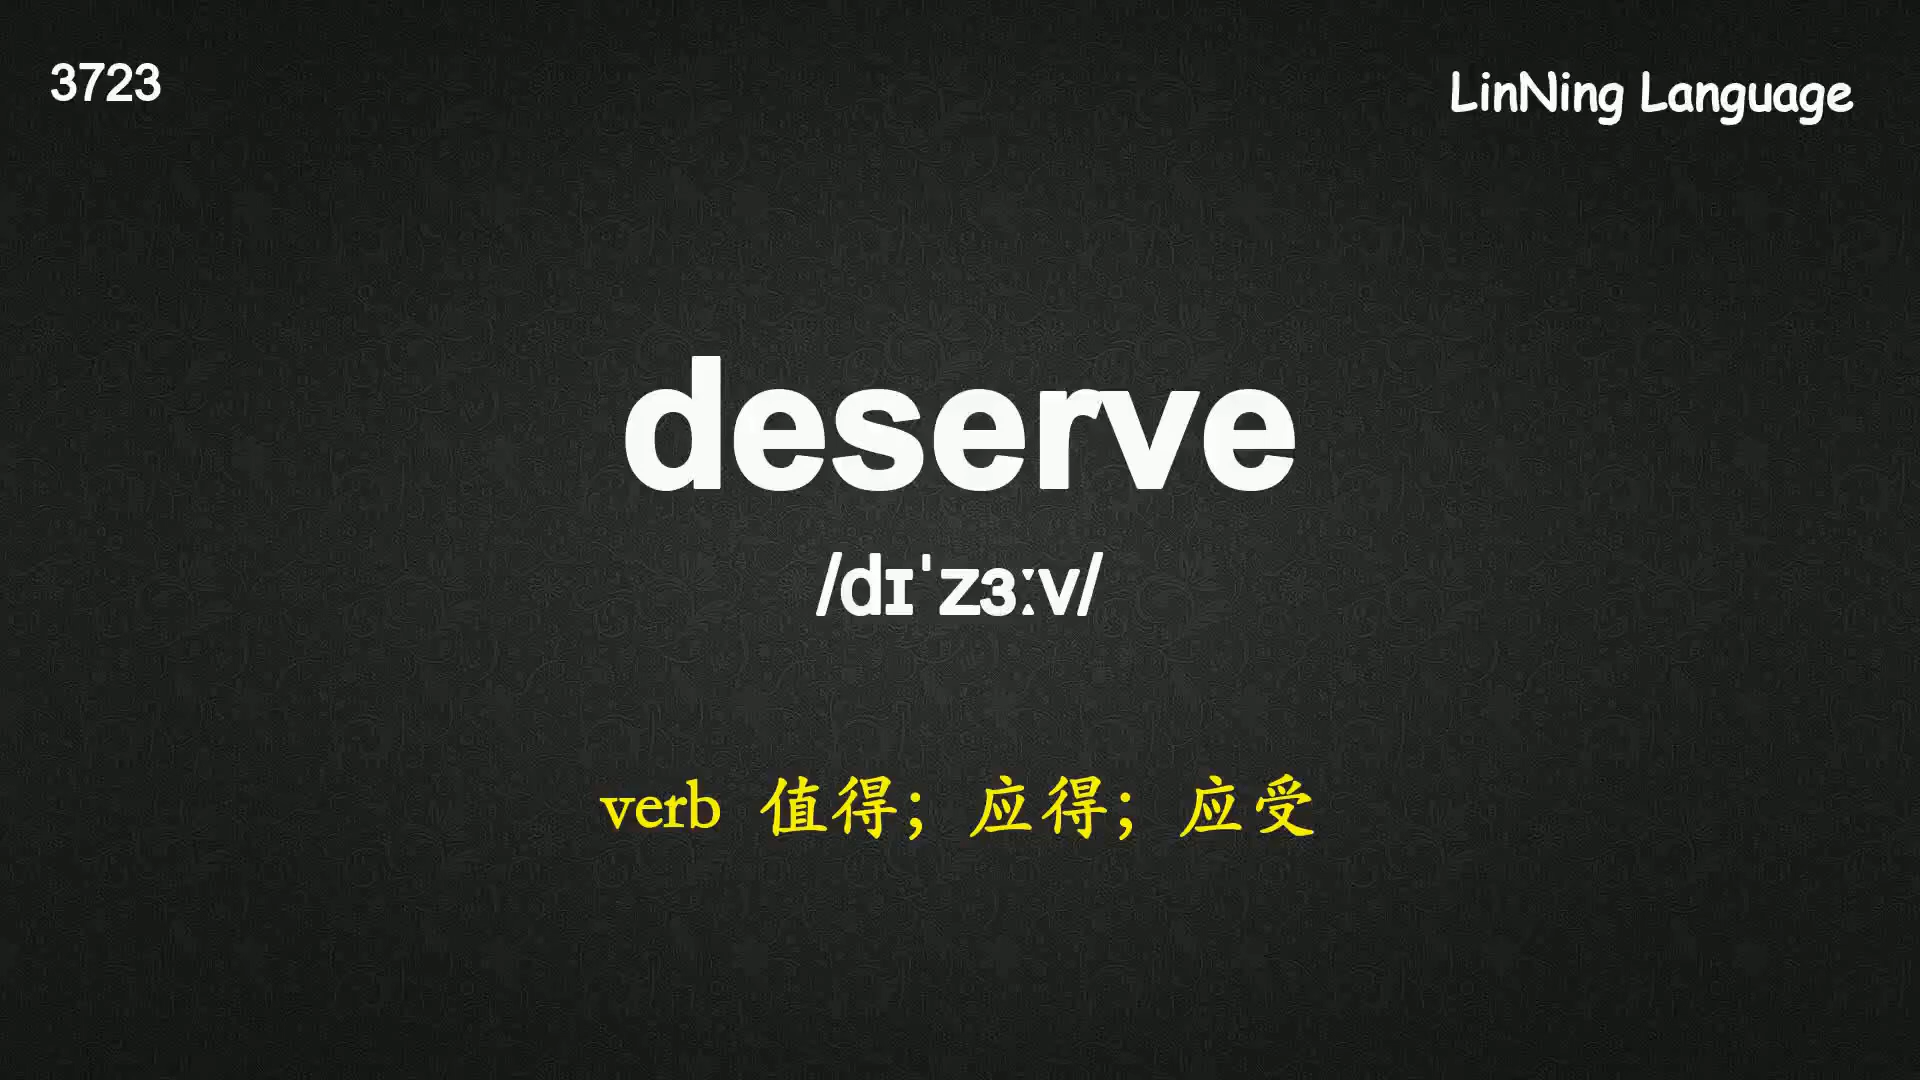 3723
LinNing Language
deserve
/dɪˈzɜːv/
verb 值得；应得；应受